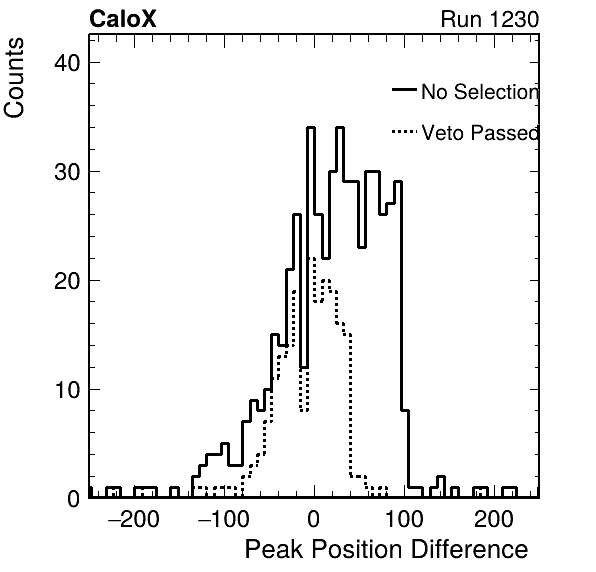 CaloX Run 1230
Counts
40
30
20
10
0
No Selection
Veto Passed
−200 −100 0 100 200
Peak Position Difference